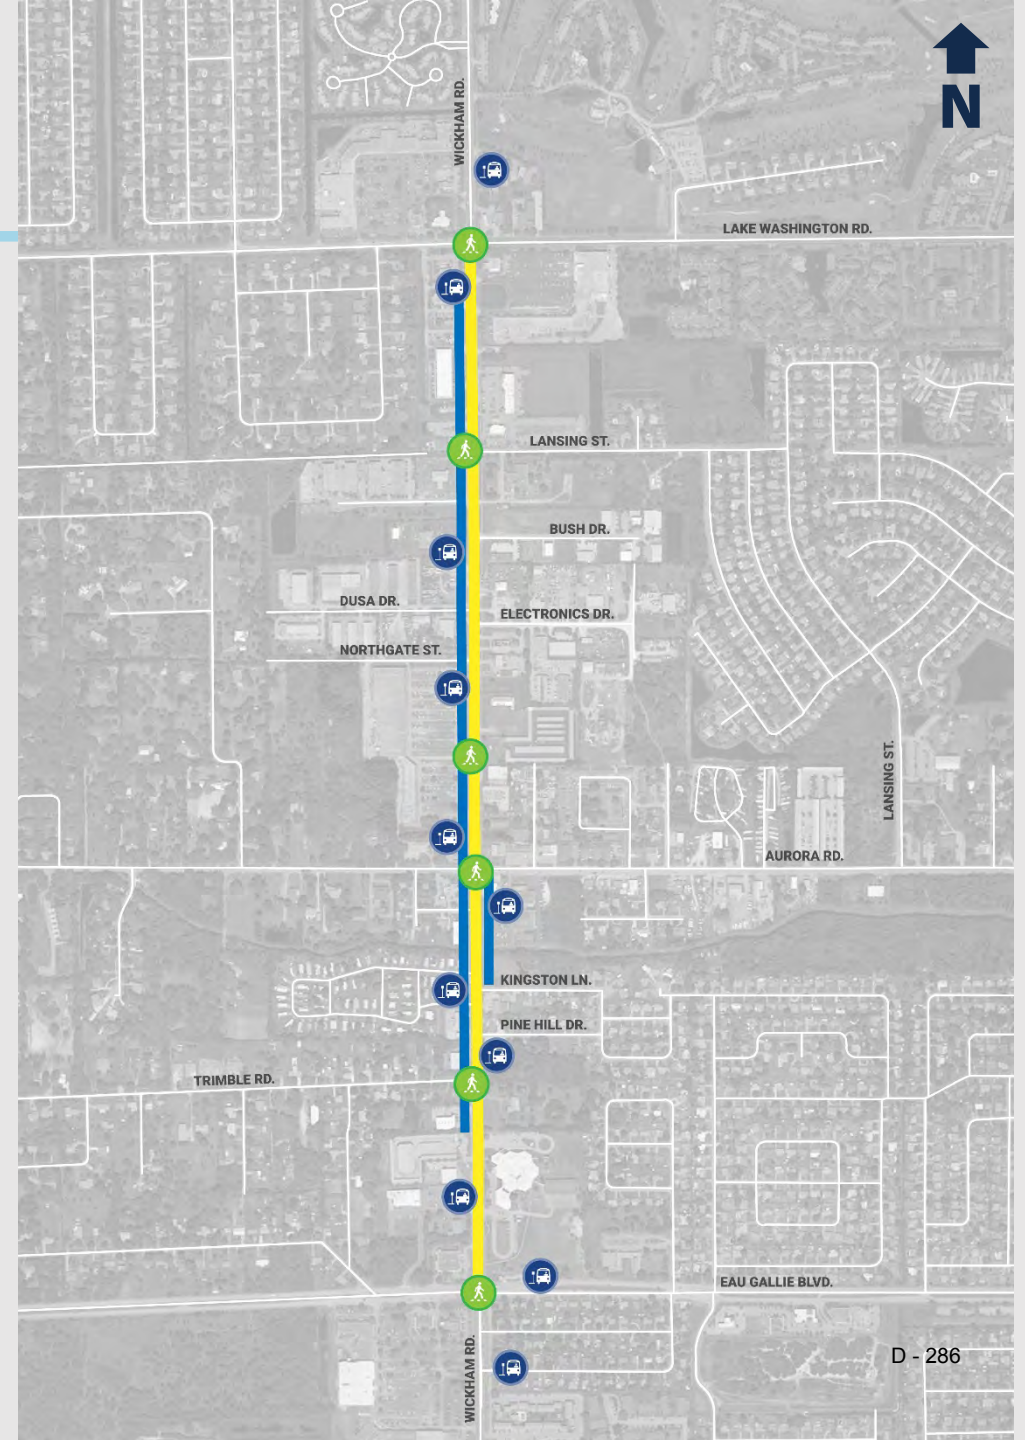 N
WICKHAM RD.
LAKE WASHINGTON RD.
LANSING ST.
BUSH DR.
DUSA DR.
ELECTRONICS DR.
NORTHGATE ST.
LANSING ST.
AURORA RD.
KINGSTON LN.
PINE HILL DR.
TRIMBLE RD.
EAU GALLIE BLVD.
WICKHAM RD.
D - 286